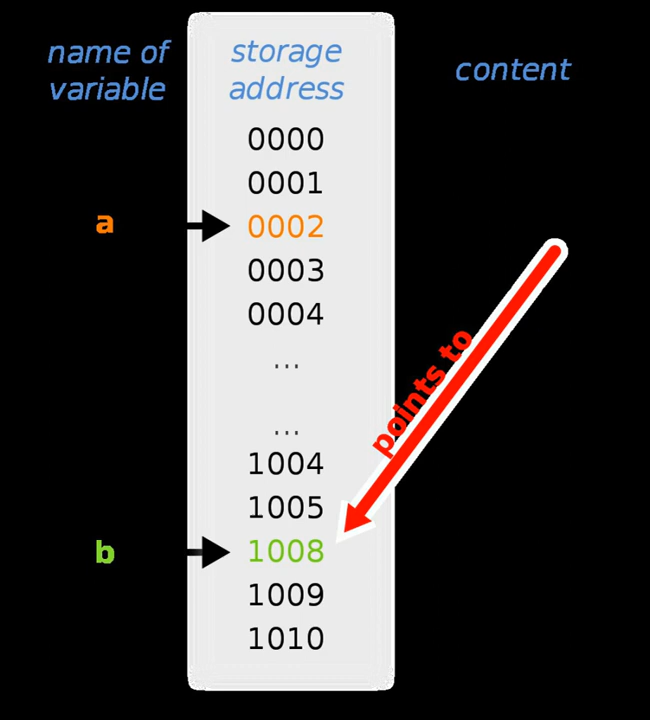 name of
variable
storage
address
content
0000
0001
a
0002
0003
0004
...
...
points to
1004
1005
b
1008
1009
1010